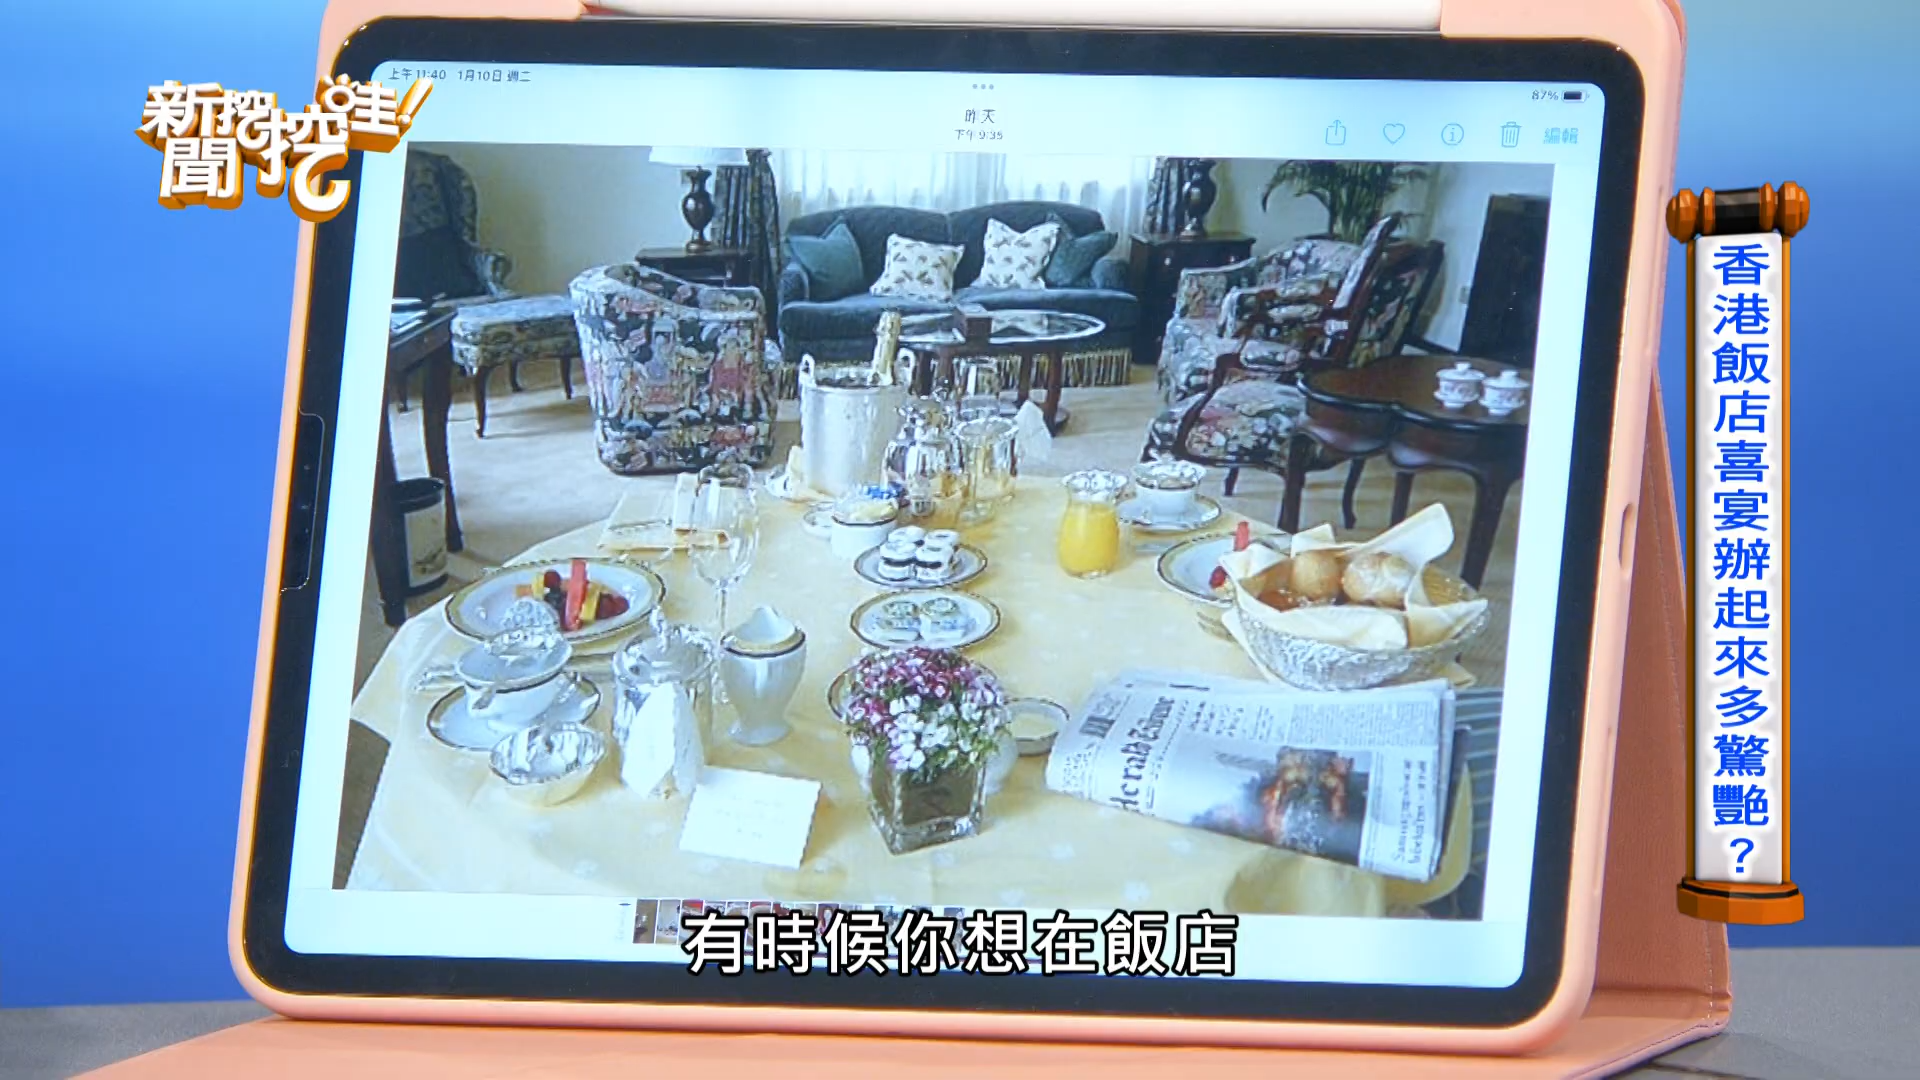 上午11:40 1月10日 週二
87%
昨天
下午9:35
編輯
新聞挖挖哇!
香港飯店喜宴辦起來多驚艷?
Herald Tribune
有時候你想在飯店